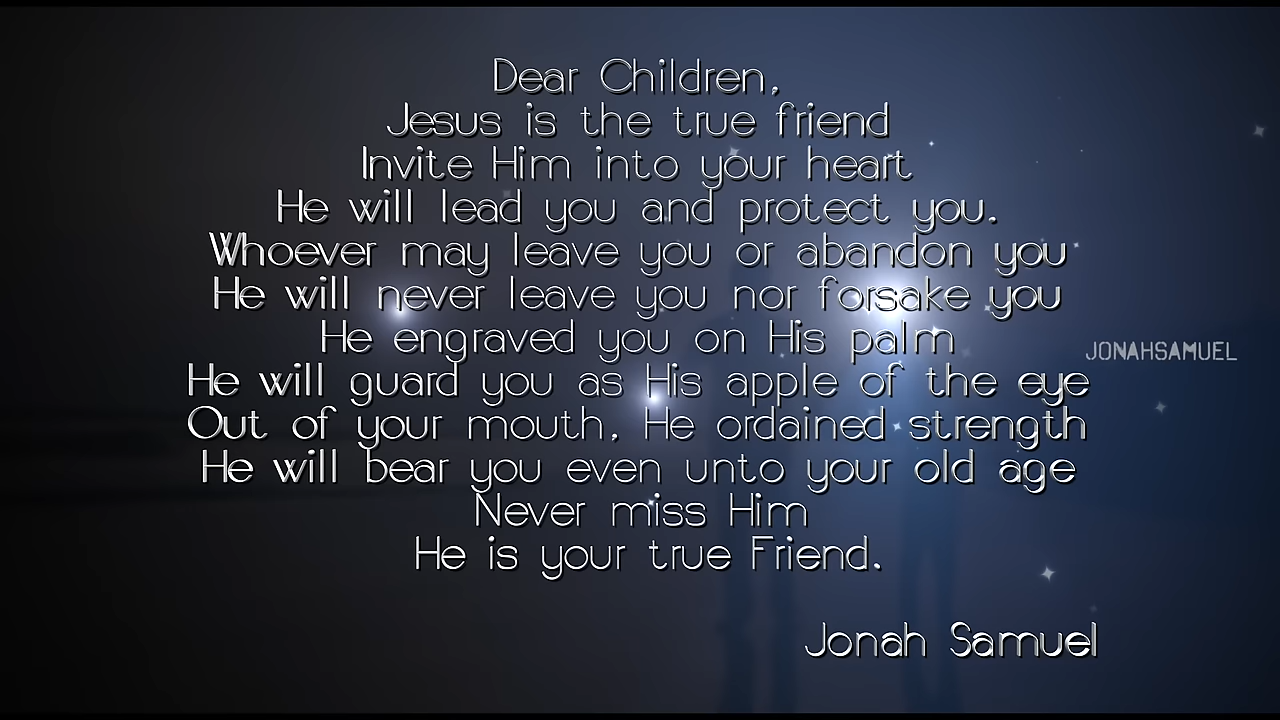 Dear Children,
Jesus is the true friend
Invite Him into your heart
He will lead you and protect you.
Whoever may leave you or abandon you
He will never leave you nor forsake you
He engraved you on His palm
JONAHSAMUEL
He will guard you as His apple of the eye
Out of your mouth, He ordained strength
He will bear you even unto your old age
Never miss Him
He is your true Friend.
Jonah Samuel